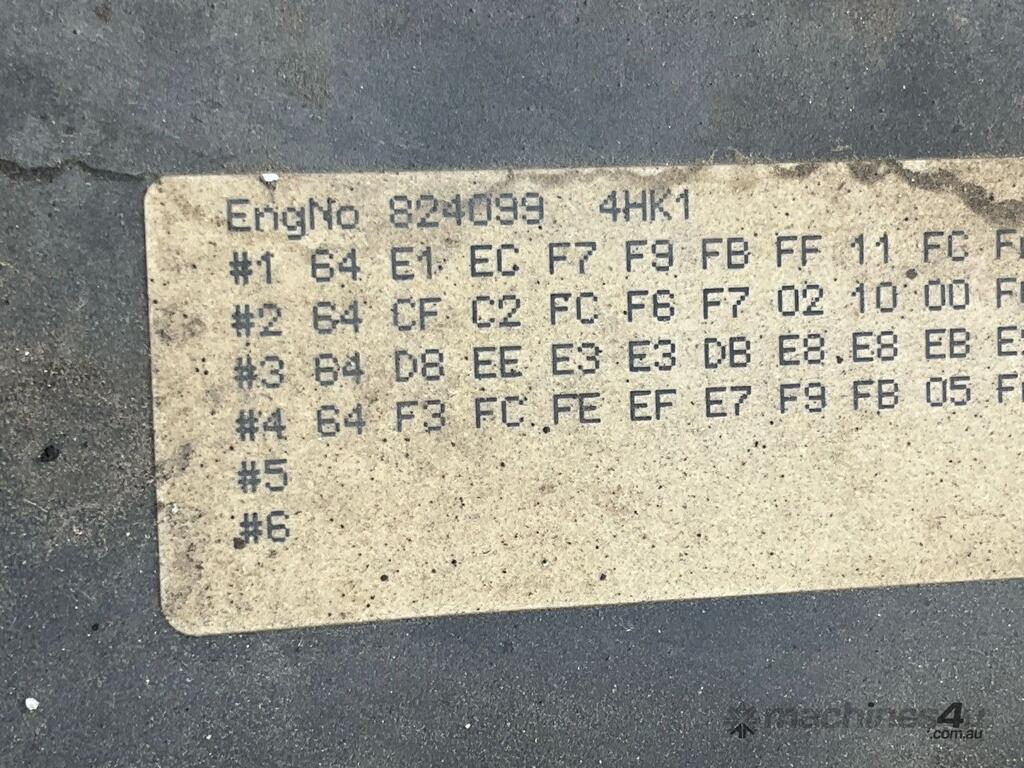 EngNo 824099 4HK1
#1 64 E1 EC F7 F9 FB FF 11 FC
#2 64 CF C2 FC F6 F7 02 10 00
#3 64 D8 EE E3 E3 DB E8 E8 EB
#4 64 F3 FC FE EF E7 F9 FB 05
#5
#6
machines4u
.com.au